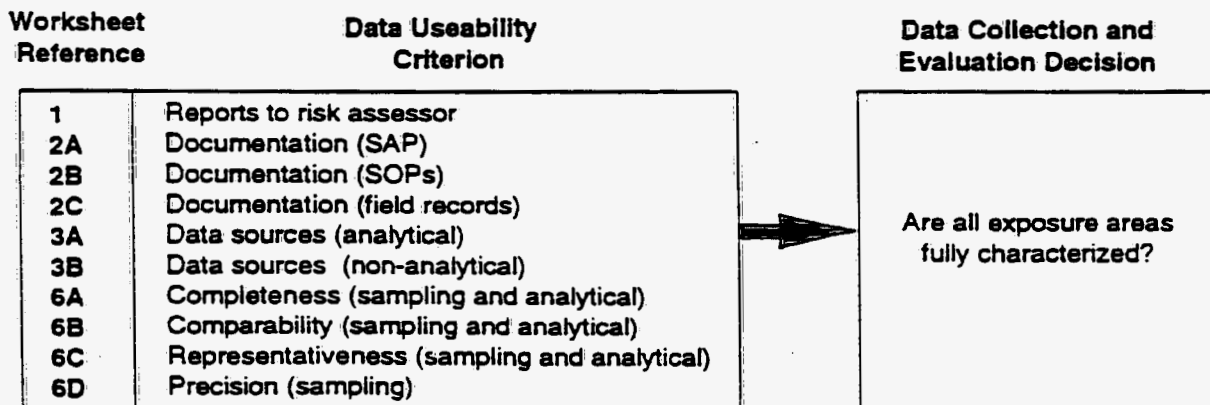 Worksheet Reference
Data Useability Criterion
Data Collection and Evaluation Decision
1 Reports to risk assessor
2A Documentation (SAP)
2B Documentation (SOPs)
2C Documentation (field records)
3A Data sources (analytical)
3B Data sources (non-analytical)
6A Completeness (sampling and analytical)
6B Comparability (sampling and analytical)
6C Representativeness (sampling and analytical)
6D Precision (sampling)
Are all exposure areas
fully characterized?